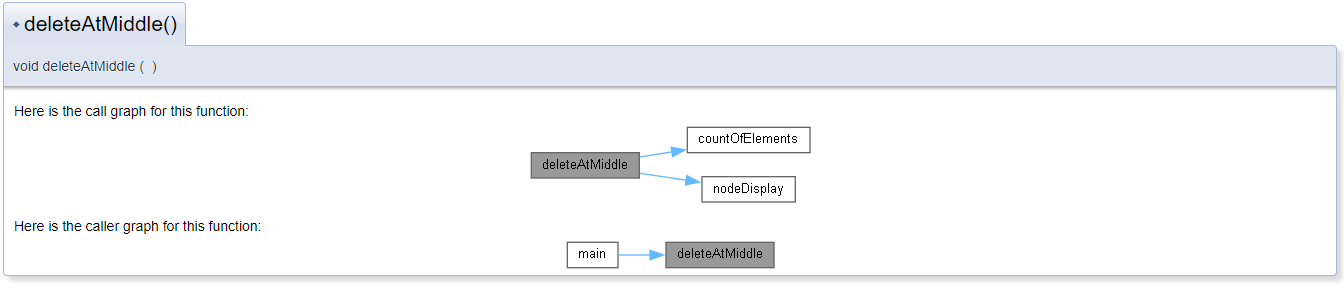 ◆ deleteAtMiddle()
void deleteAtMiddle ( )
Here is the call graph for this function:
countOfElements
deleteAtMiddle
nodeDisplay
Here is the caller graph for this function:
main
deleteAtMiddle